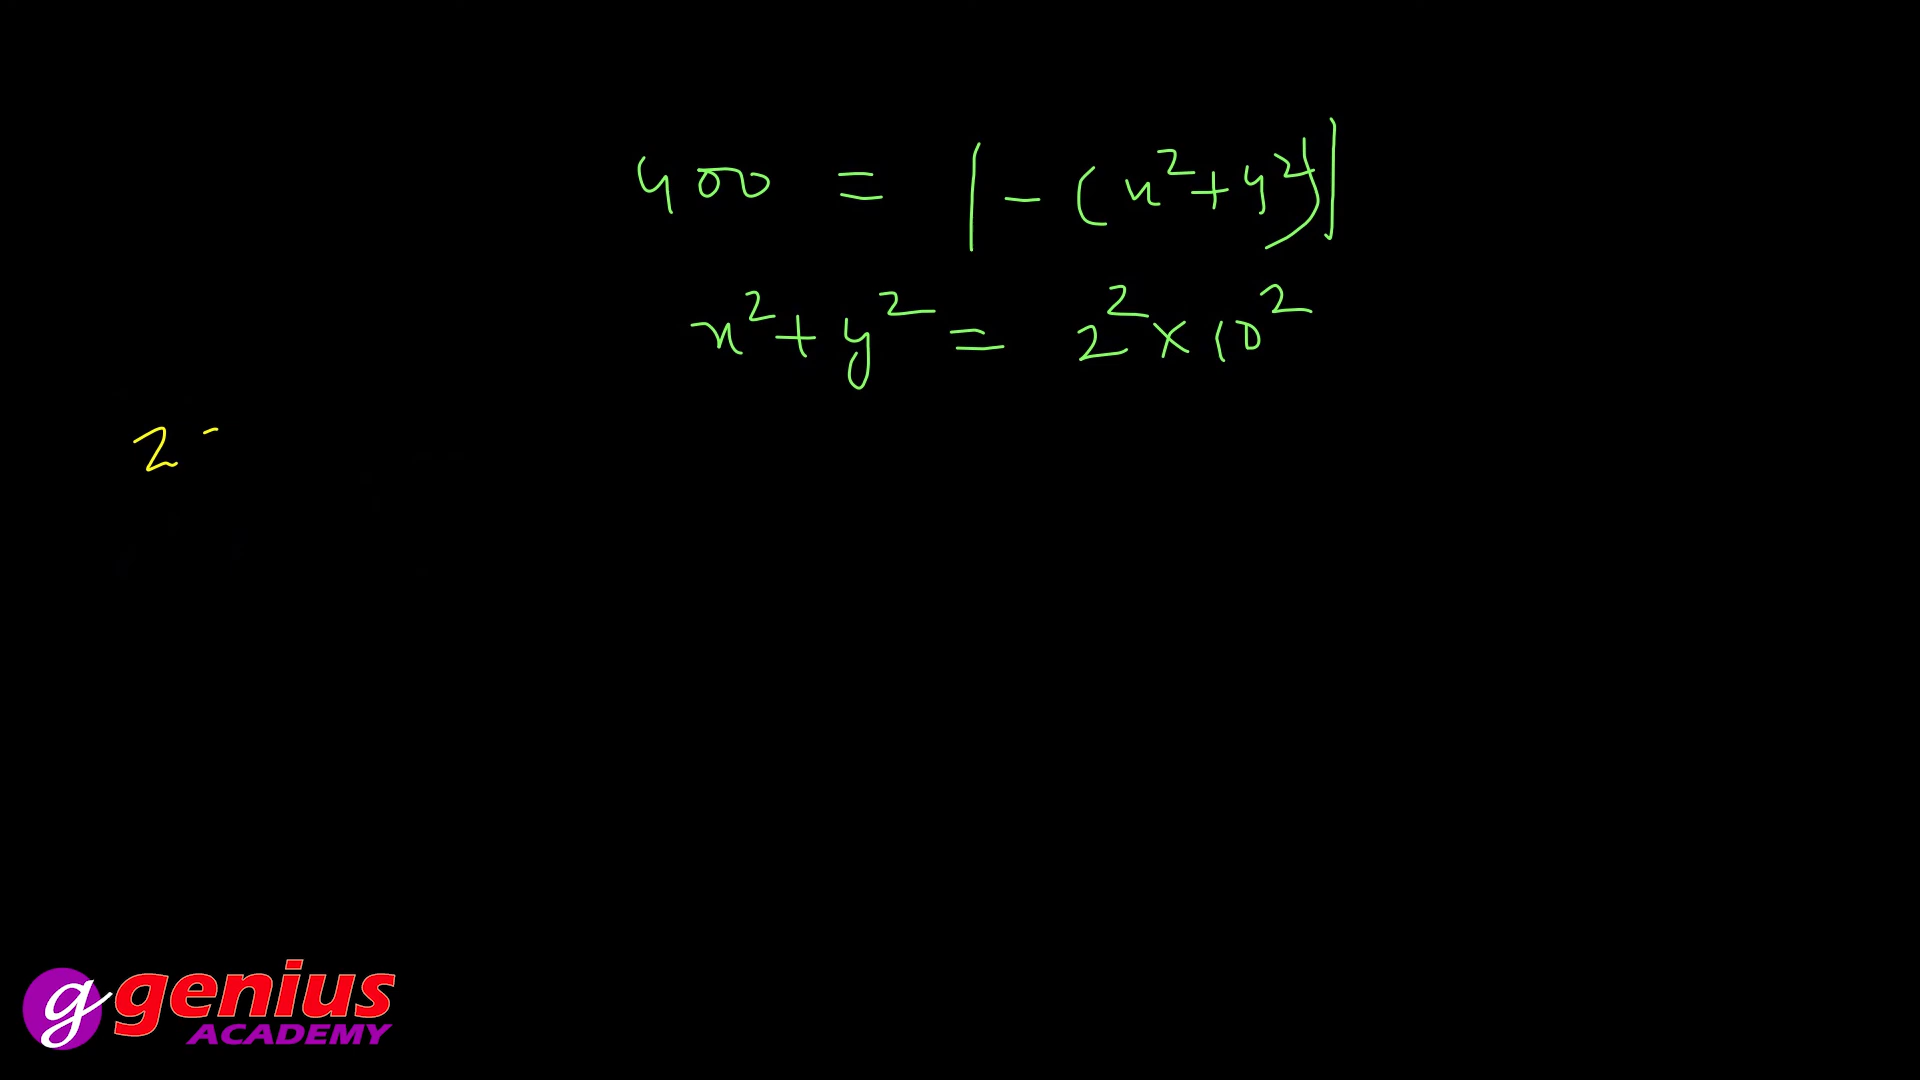 400 = |-(x²+y²)|
x²+y² = 2²×10²
2 -
g genius
ACADEMY